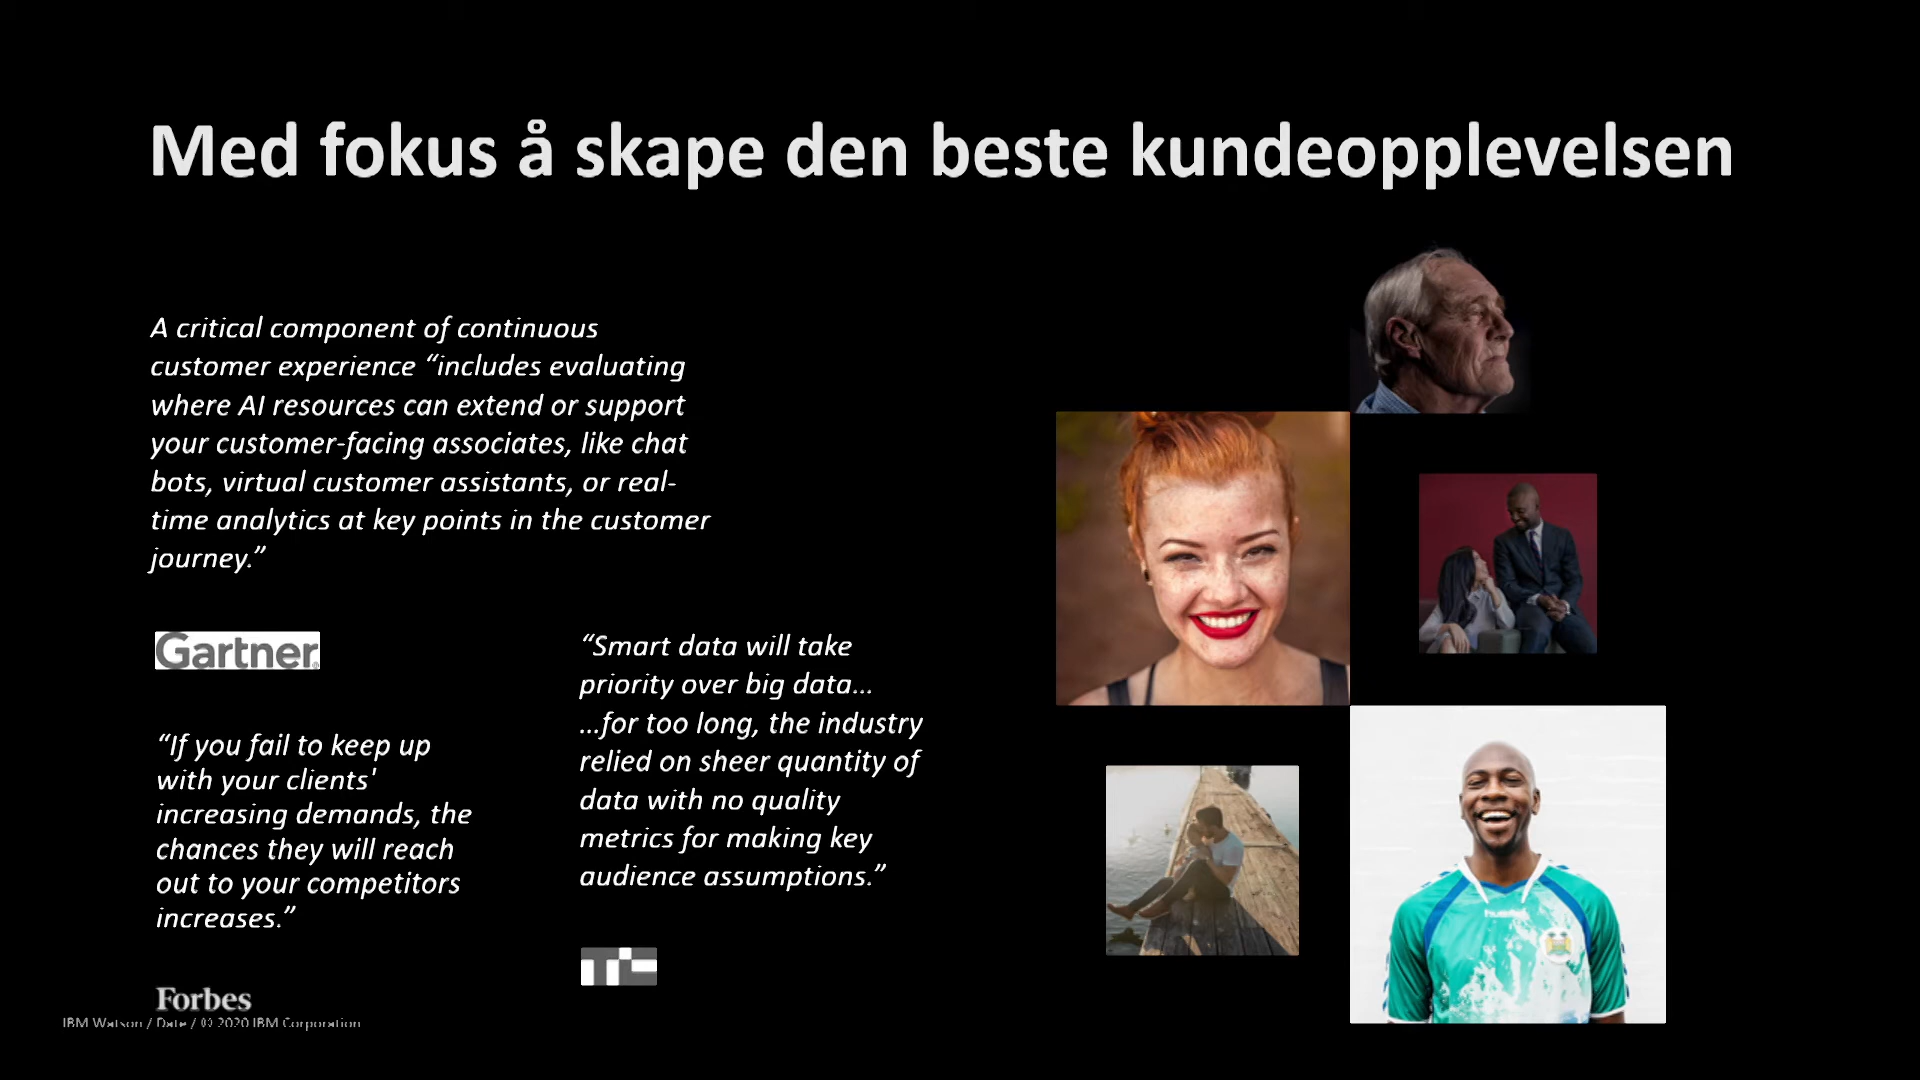 Med fokus å skape den beste kundeopplevelsen
A critical component of continuous
customer experience “includes evaluating
where AI resources can extend or support
your customer-facing associates, like chat
bots, virtual customer assistants, or real-
time analytics at key points in the customer
journey.”
Gartner
“If you fail to keep up
with your clients'
increasing demands, the
chances they will reach
out to your competitors
increases.”
Forbes
“Smart data will take
priority over big data...
...for too long, the industry
relied on sheer quantity of
data with no quality
metrics for making key
audience assumptions.”
TC
hummel
IBM Watson / Date / © 2020 IBM Corporation